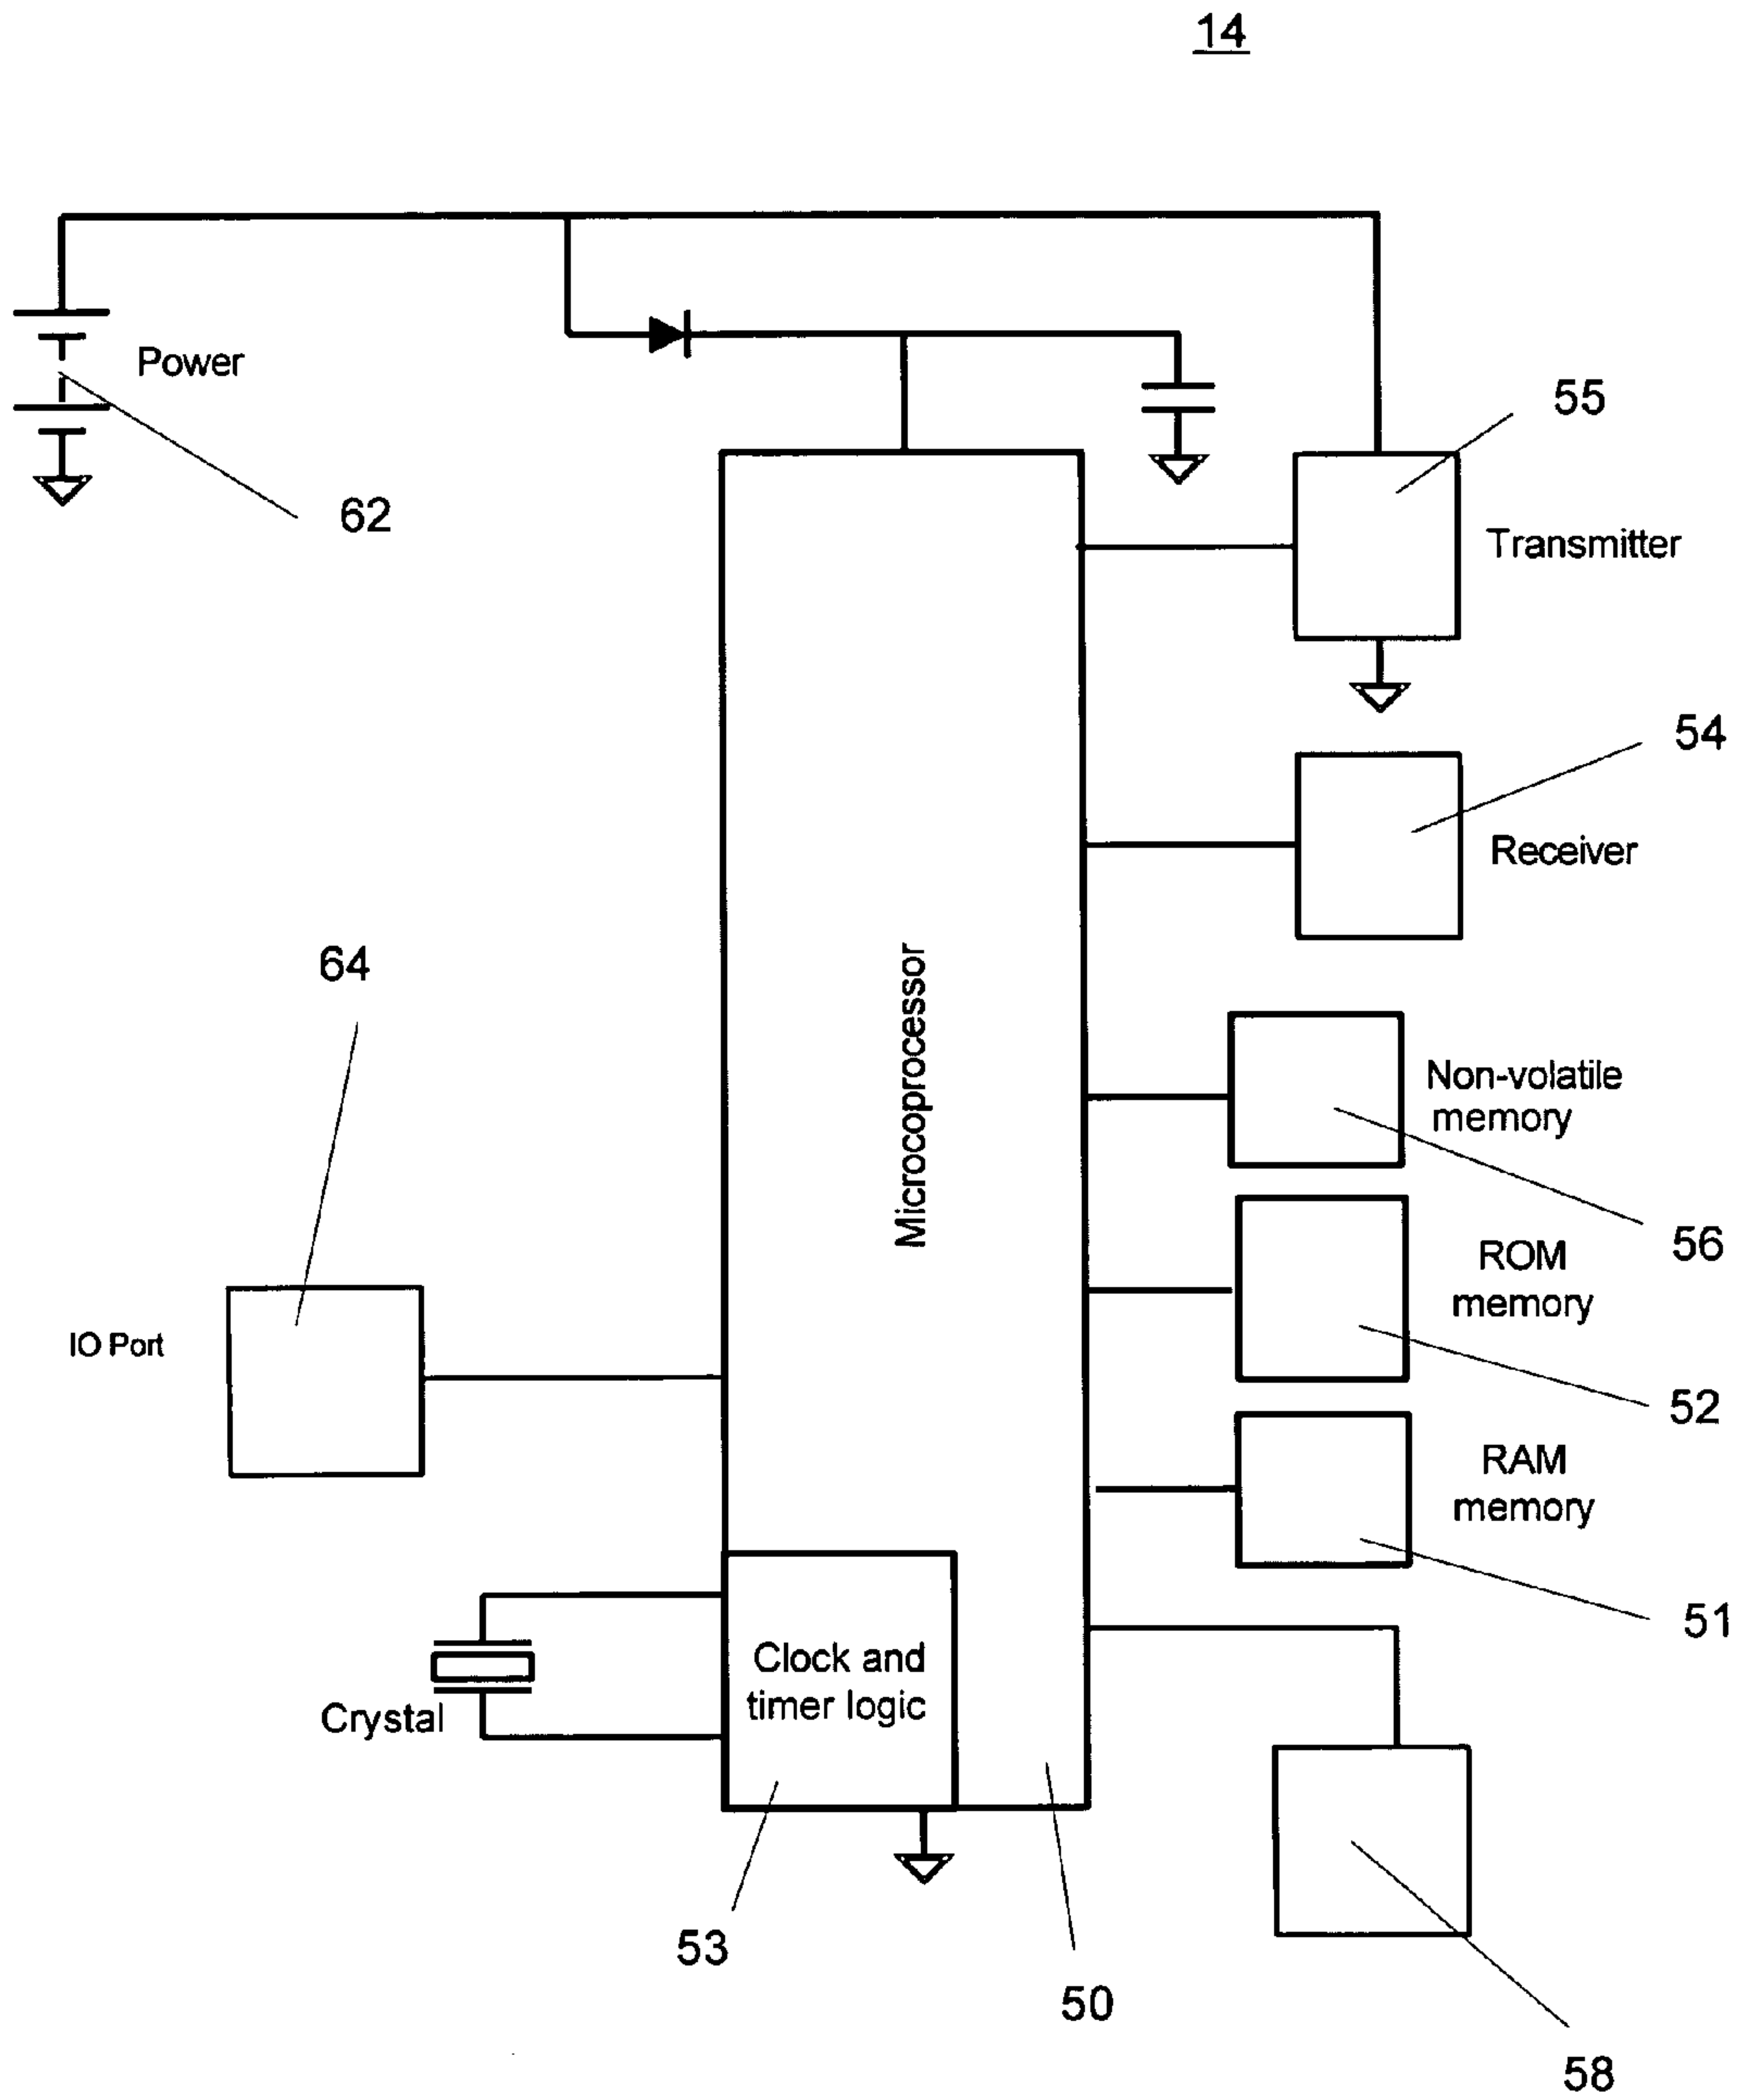 14
Power
62
55
Transmitter
54
Receiver
64
Microcoprocessor
Non-volatile
memory
56
ROM
memory
IO Port
52
RAM
memory
51
Clock and
timer logic
Crystal
53
50
58